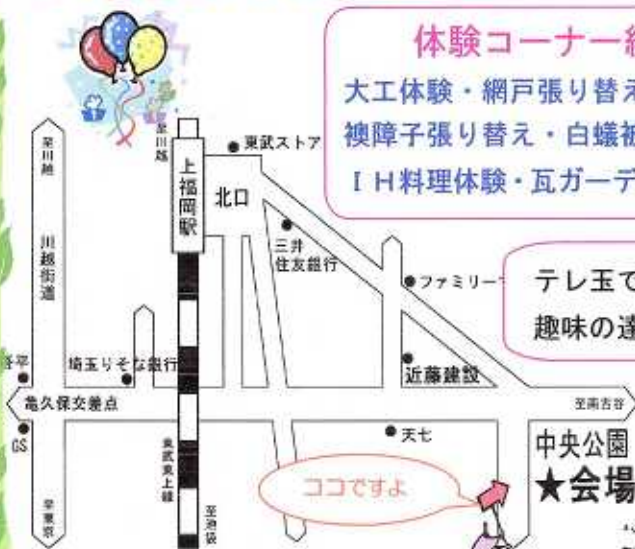 体験コーナー
大工体験・網戸張り替え
襖障子張り替え・白蟻被
IH料理体験・瓦ガーデ
至川越
至川越
東武ストア
上福岡駅
北口
川越街道
三井
住友銀行
ファミリー
テレ玉で
趣味の達
埼玉りそな銀行
近藤建設
亀久保交差点
至南古谷
GS
天七
中央公園
★会場
東武東上線
ココですよ
至東京
至池袋